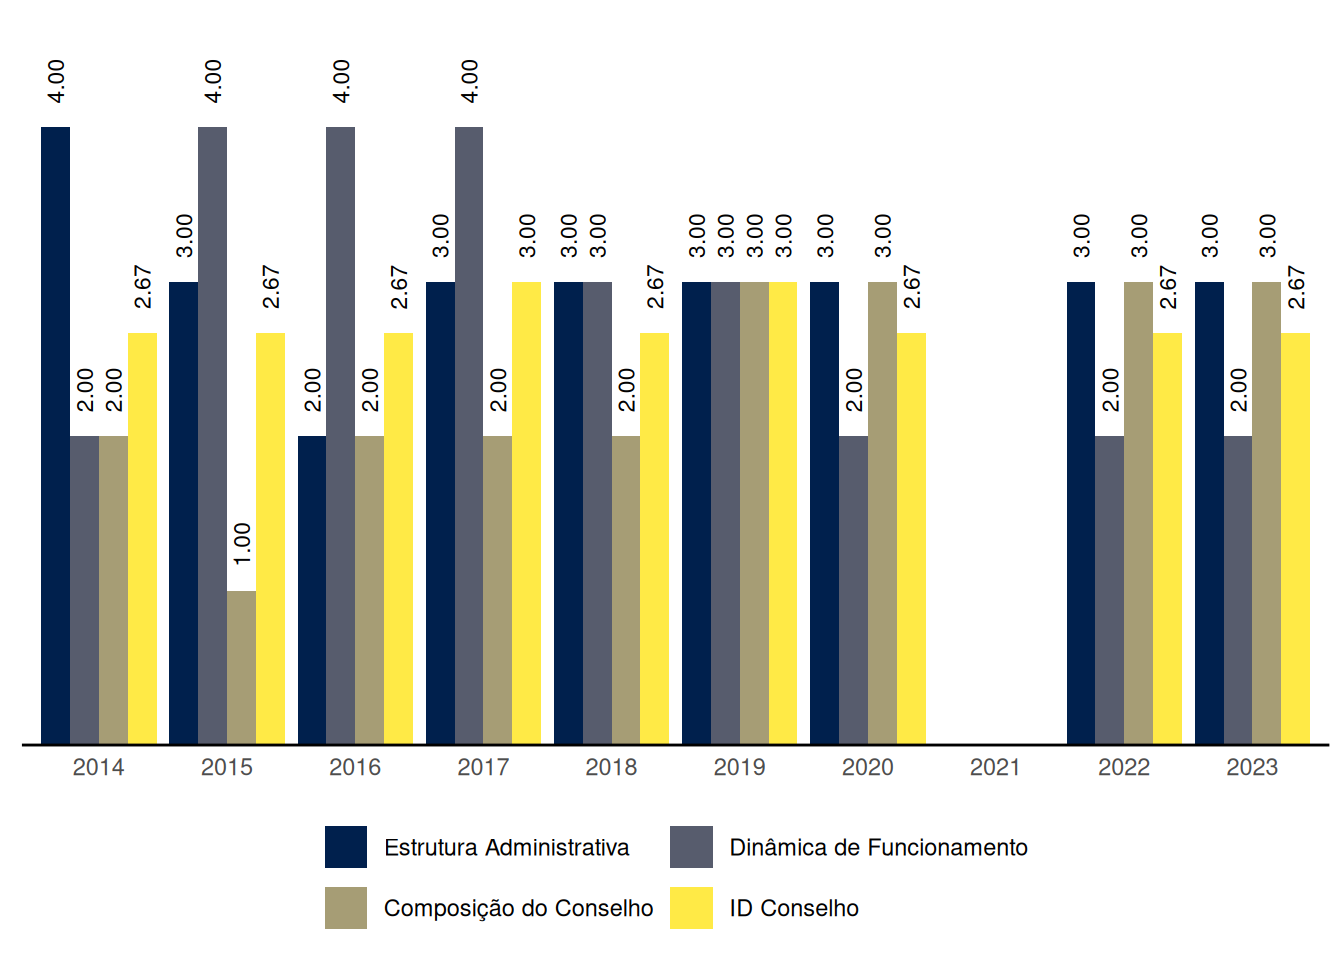 4.00 2.00 2.00 2.67 3.00 4.00 1.00 2.67 2.00 4.00 2.00 2.67 3.00 4.00 2.00 3.00 3.00 3.00 2.00 2.67 3.00 3.00 3.00 3.00 3.00 2.00 3.00 2.67 3.00 2.00 3.00 2.67 3.00 2.00 3.00 2.67
2014 2015 2016 2017 2018 2019 2020 2021 2022 2023
Estrutura Administrativa Dinâmica de Funcionamento
Composição do Conselho ID Conselho